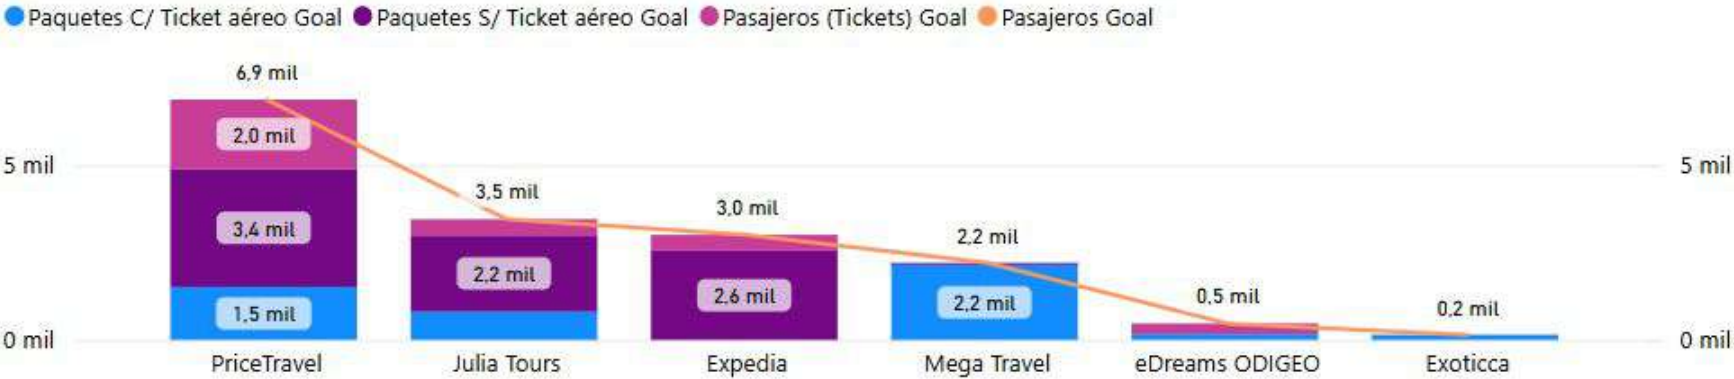 Paquetes C/ Ticket aéreo Goal Paquetes S/ Ticket aéreo Goal Pasajeros (Tickets) Goal Pasajeros Goal
6,9 mil
2,0 mil
5 mil 5 mil
3,5 mil
3,0 mil
3,4 mil
2,2 mil
2,2 mil
2,6 mil
0,5 mil
2,2 mil
0,2 mil
1,5 mil
0 mil 0 mil
PriceTravel Julia Tours Expedia Mega Travel eDreams ODIGEO Exoticca